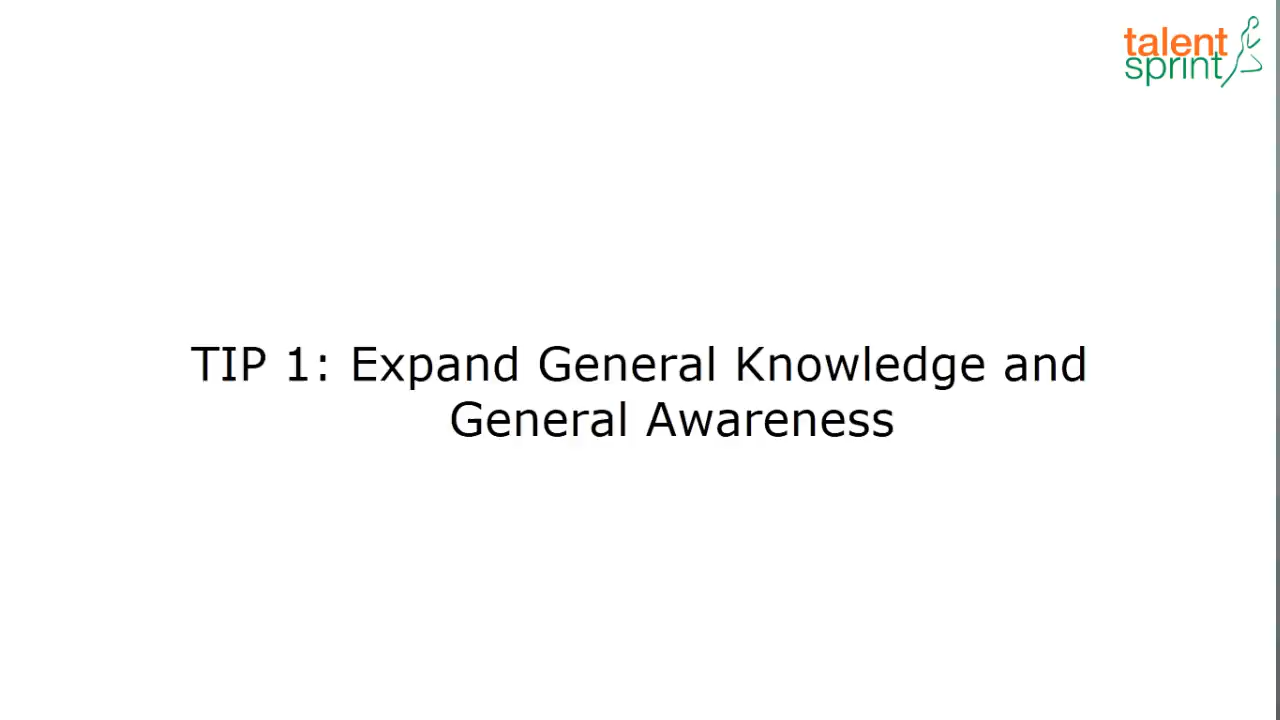 talent
sprint
TIP 1: Expand General Knowledge and
General Awareness